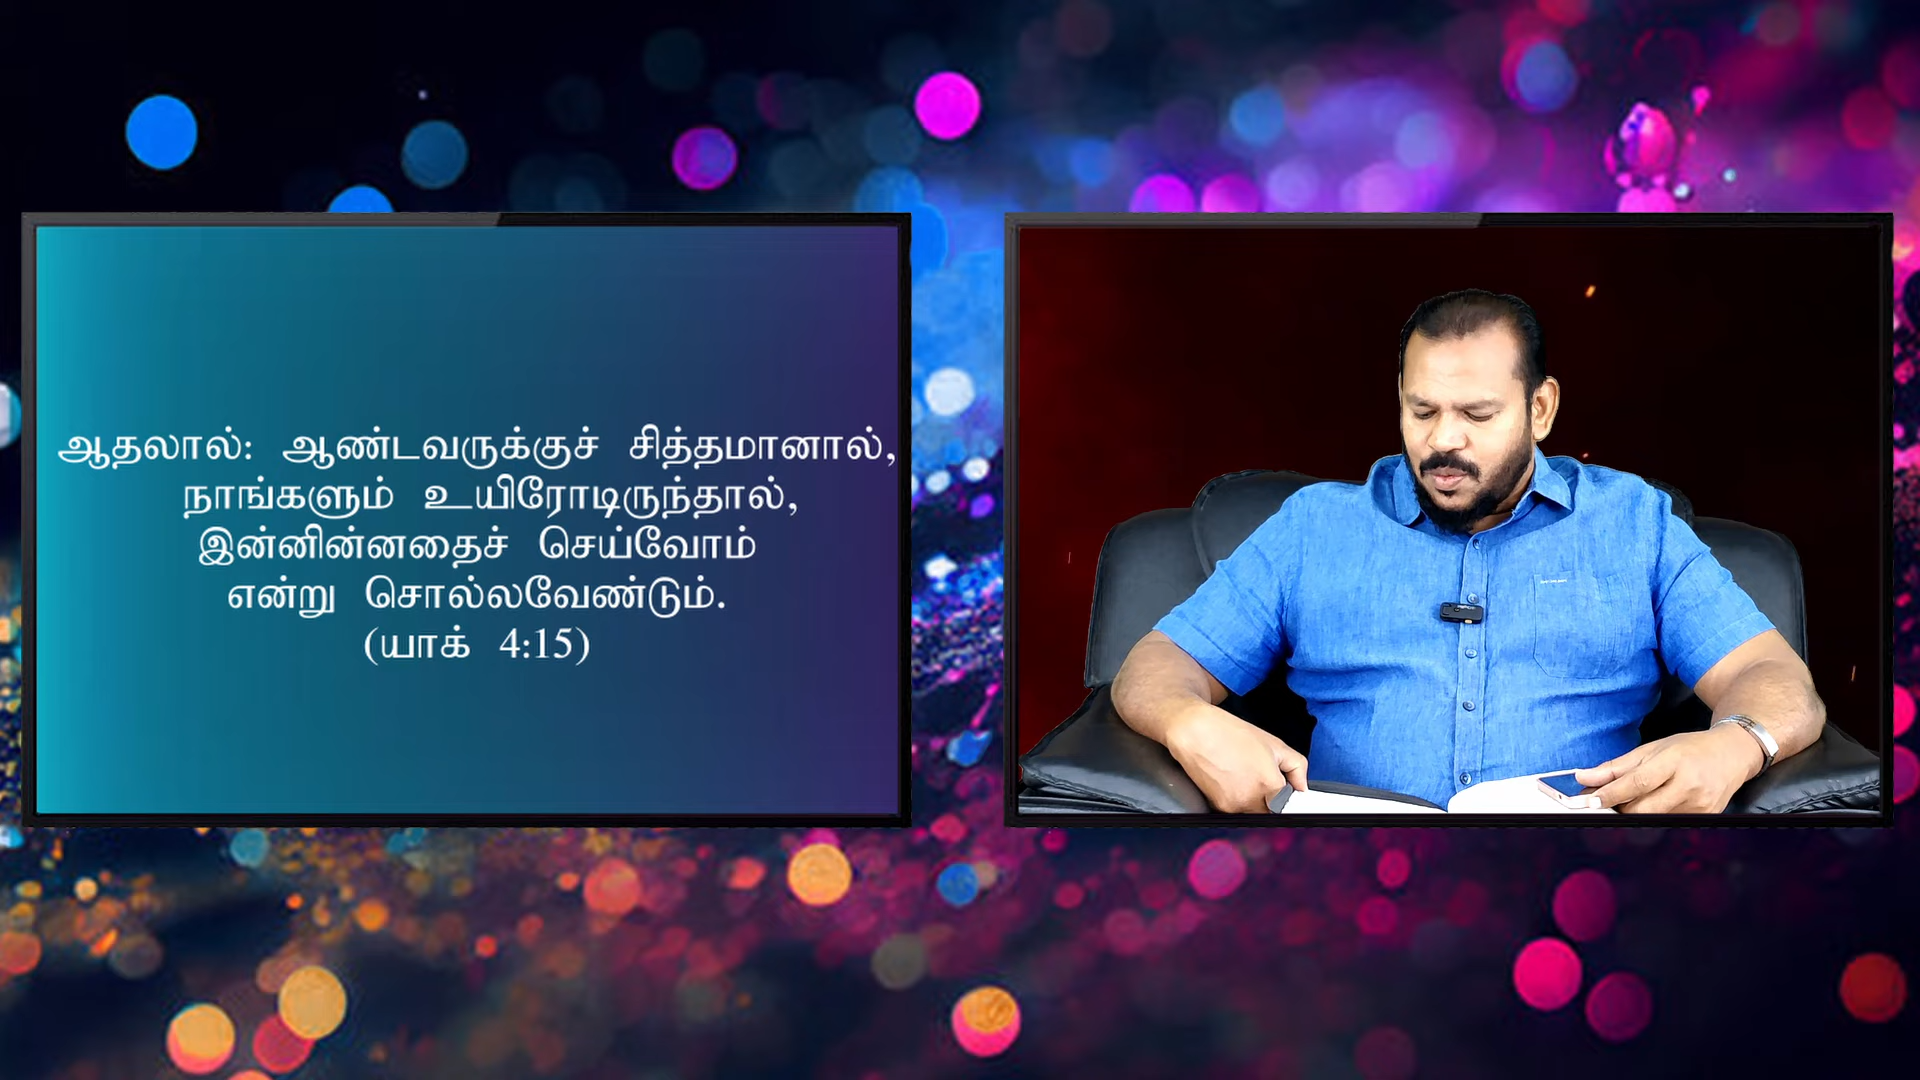 ஆதலால்: ஆண்டவருக்குச் சித்தமானால்,
நாங்களும் உயிரோடிருந்தால்,
இன்னின்னதைச் செய்வோம்
என்று சொல்லவேண்டும்.
(யாக் 4:15)